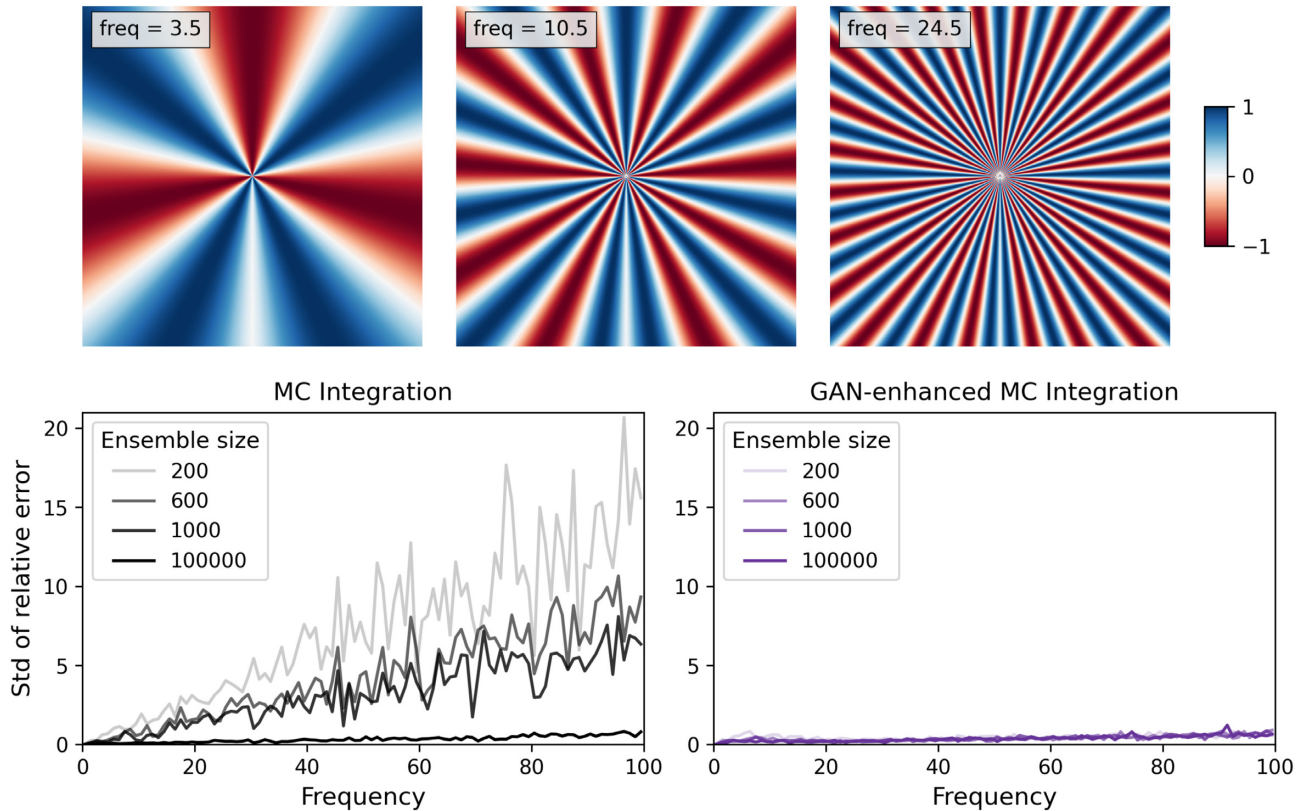 freq = 3.5
freq = 10.5
freq = 24.5
1
0
−1
MC Integration
GAN-enhanced MC Integration
Std of relative error
20
15
10
5
0
Ensemble size
200
600
1000
100000
0 20 40 60 80 100
Frequency
20
15
10
5
0
Ensemble size
200
600
1000
100000
0 20 40 60 80 100
Frequency